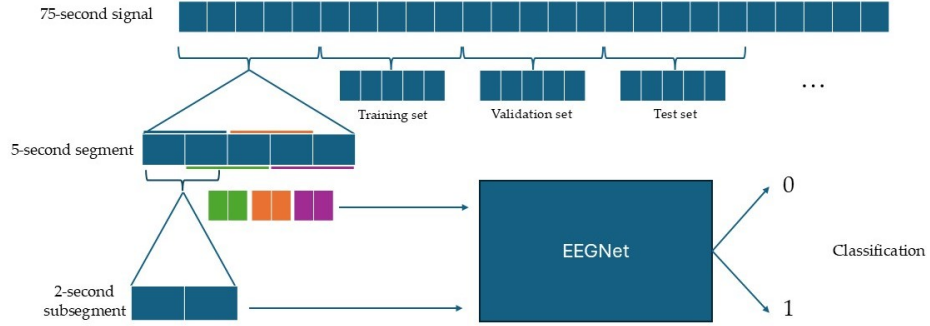 75-second signal
...
Training set
Validation set
Test set
5-second segment
0
EEGNet
Classification
2-second
subsegment
1